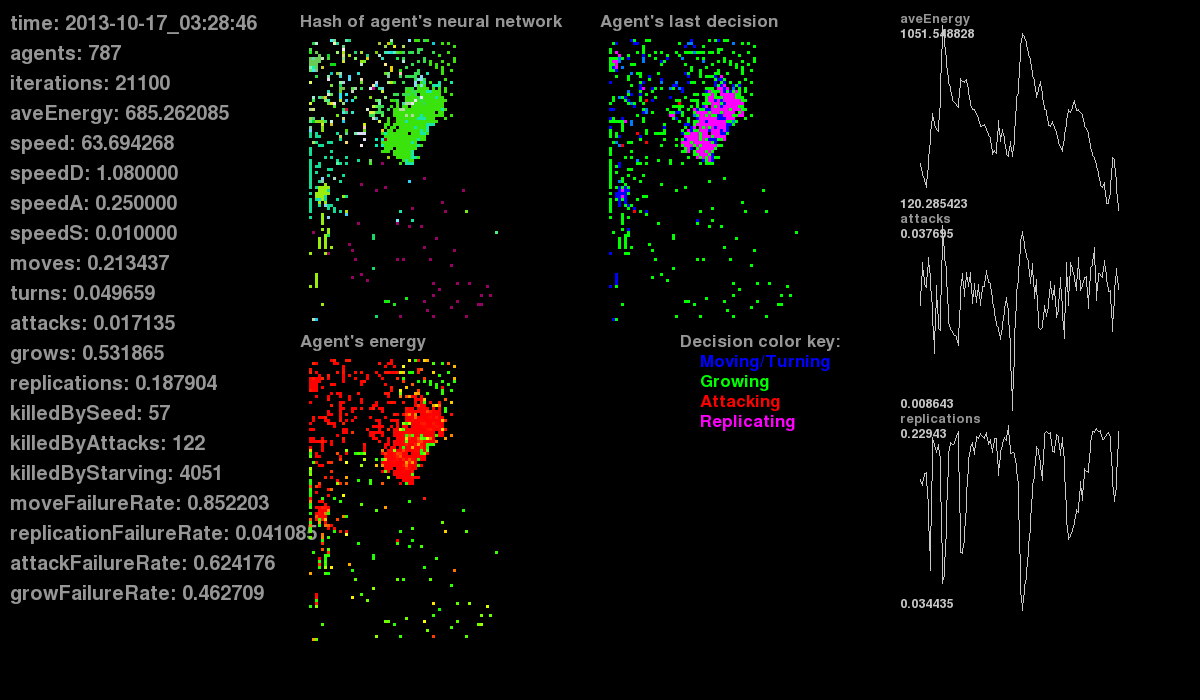 time: 2013-10-17_03:28:46
agents: 787
iterations: 21100
aveEnergy: 685.262085
speed: 63.694268
speedD: 1.080000
speedA: 0.250000
speedS: 0.010000
moves: 0.213437
turns: 0.049659
attacks: 0.017135
grows: 0.531865
replications: 0.187904
killedBySeed: 57
killedByAttacks: 122
killedByStarving: 4051
moveFailureRate: 0.852203
replicationFailureRate: 0.041085
attackFailureRate: 0.624176
growFailureRate: 0.462709
Hash of agent's neural network
Agent's last decision
Agent's energy
Decision color key:
Moving/Turning
Growing
Attacking
Replicating
aveEnergy
1051.548828
120.285423
attacks
0.037695
0.008643
replications
0.22943
0.034435